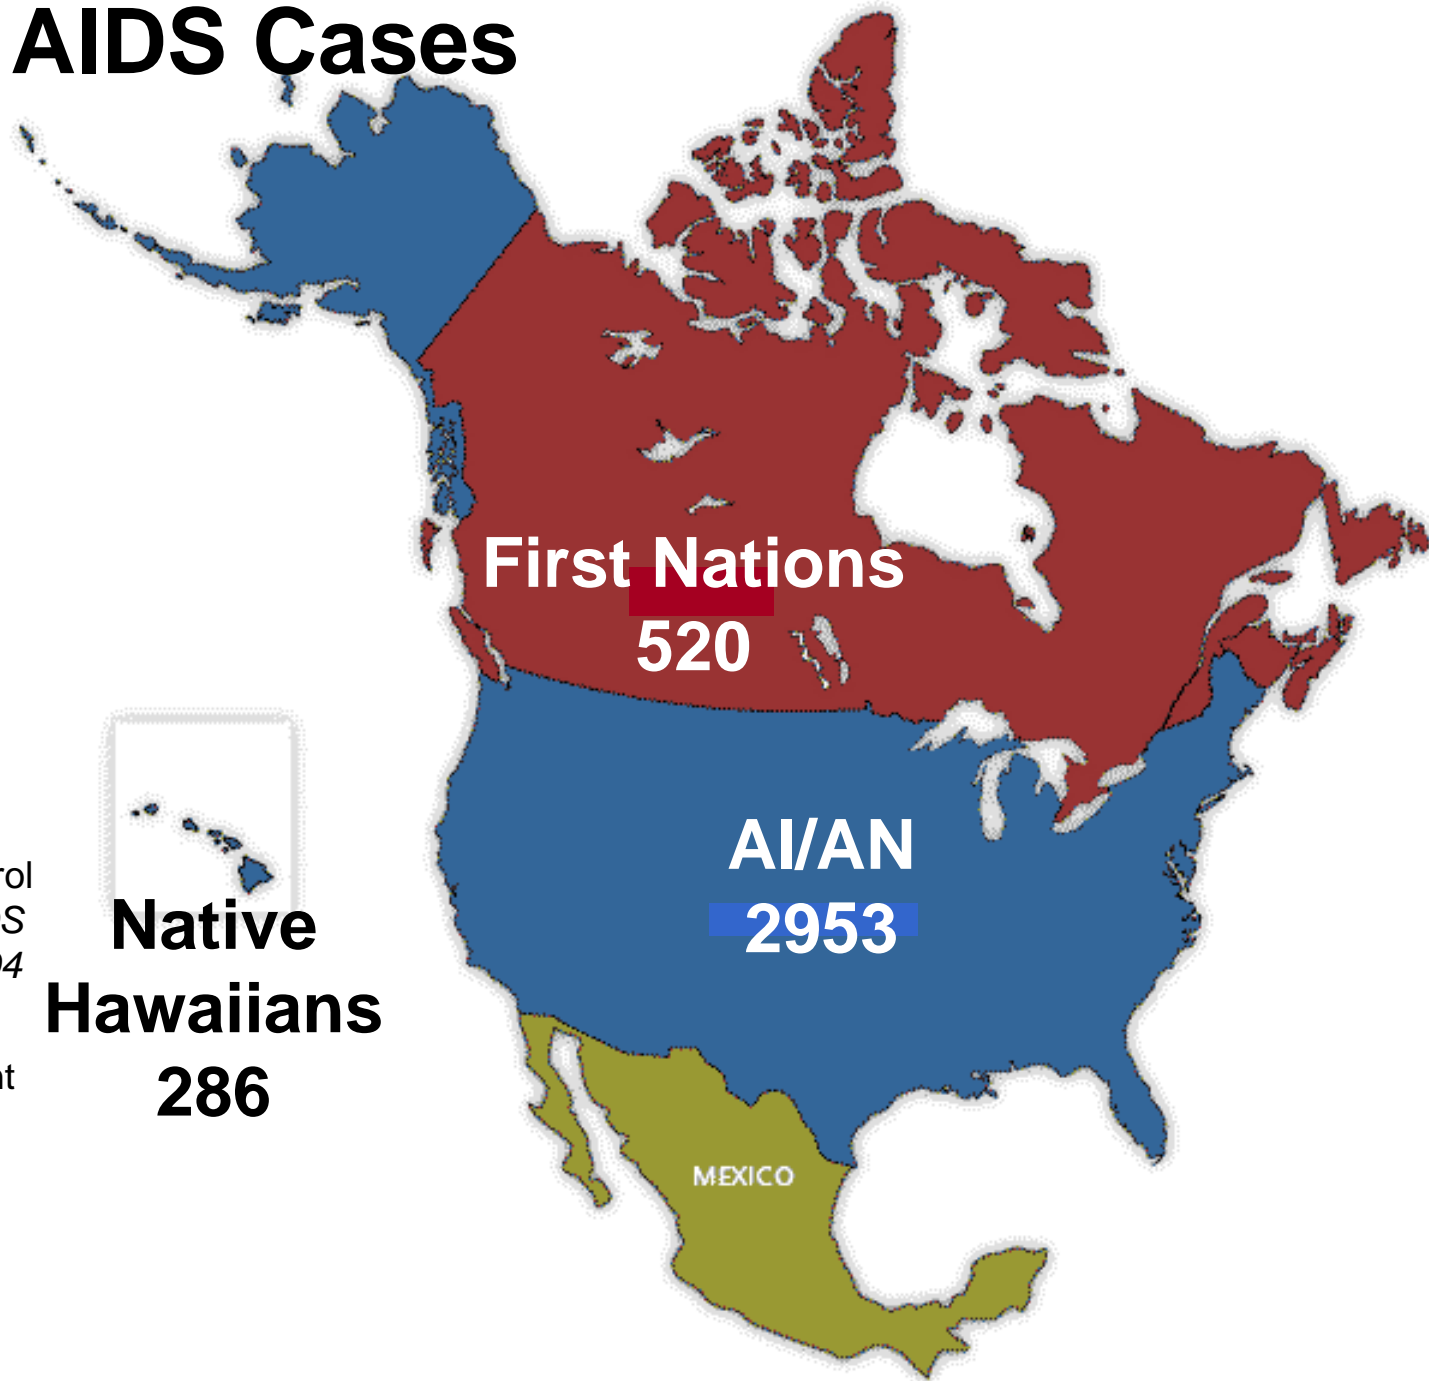 AIDS Cases
First Nations
520
AI/AN
2953
Native
Hawaiians
286
MEXICO